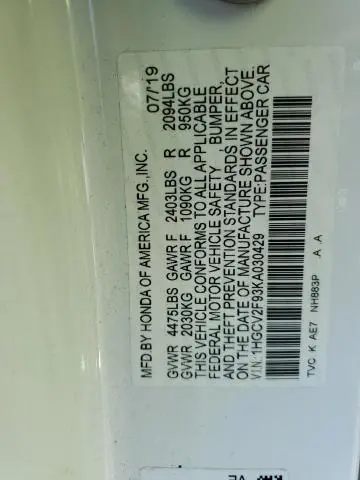 MFD BY HONDA OF AMERICA MFG.,INC. 07/19
GVWR 4475LBS GAWR F 2403LBS R 2094LBS
GVWR 2030KG GAWR F 1090KG R 950KG
THIS VEHICLE CONFORMS TO ALL APPLICABLE
FEDERAL MOTOR VEHICLE SAFETY , BUMPER,
AND THEFT PREVENTION STANDARDS IN EFFECT
ON THE DATE OF MANUFACTURE SHOWN ABOVE.
V.I.N.:1HGCV2F93KA030429 TYPE:PASSENGER CAR
TVC K AE7 NH883P A A